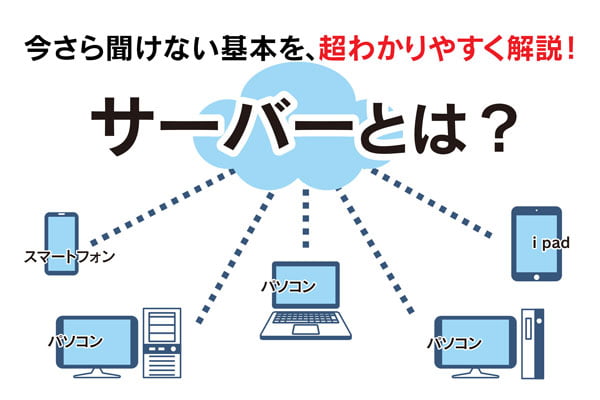 今さら聞けない基本を、超わかりやすく解説！
サーバーとは？
スマートフォン
i pad
パソコン
パソコン
パソコン